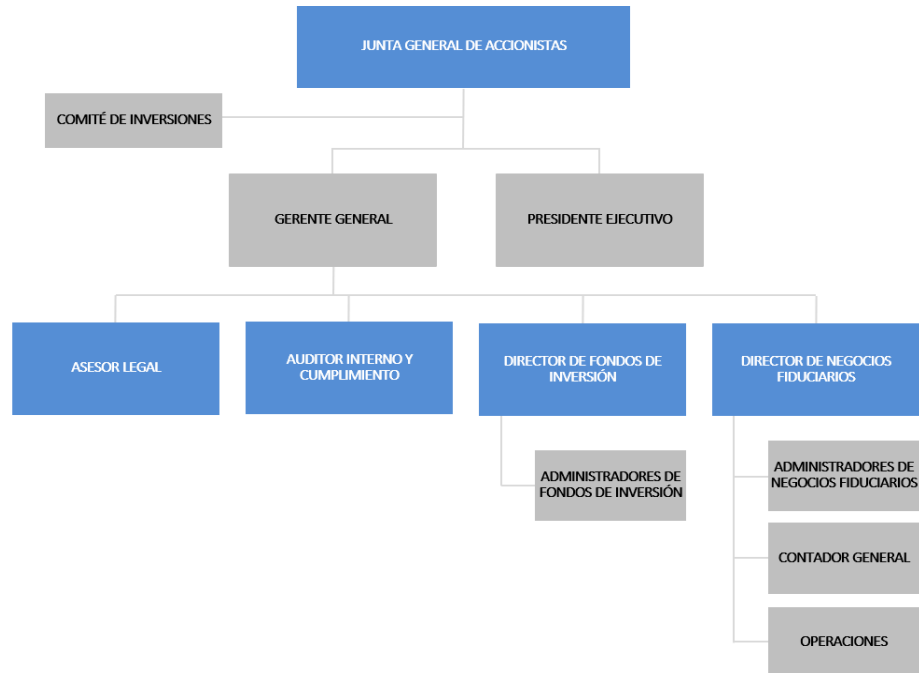 JUNTA GENERAL DE ACCIONISTAS
COMITÉ DE INVERSIONES
GERENTE GENERAL
PRESIDENTE EJECUTIVO
ASESOR LEGAL
AUDITOR INTERNO Y
CUMPLIMIENTO
DIRECTOR DE FONDOS DE
INVERSIÓN
DIRECTOR DE NEGOCIOS
FIDUCIARIOS
ADMINISTRADORES DE
FONDOS DE INVERSIÓN
ADMINISTRADORES DE
NEGOCIOS FIDUCIARIOS
CONTADOR GENERAL
OPERACIONES